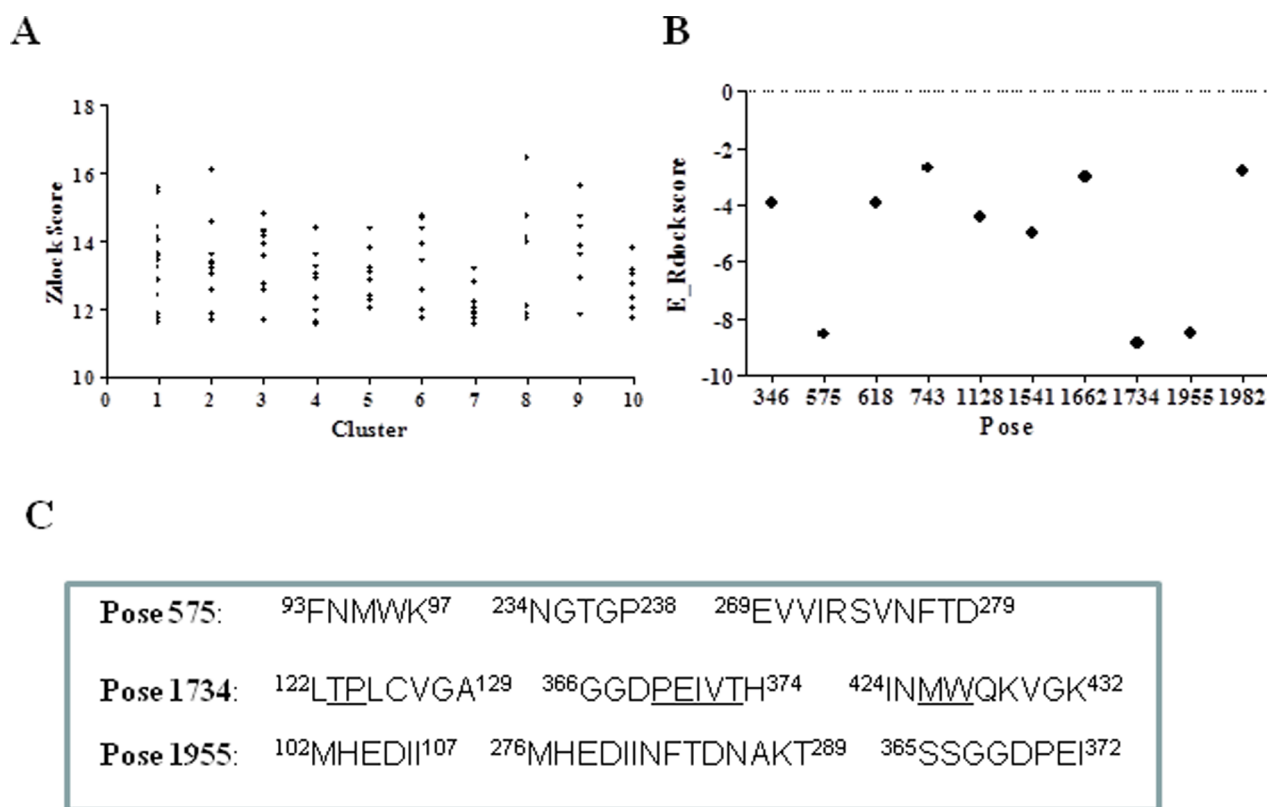 A
B
18
16
14
12
10
ZdockScore
0 1 2 3 4 5 6 7 8 9 10
Cluster
0
-2
-4
-6
-8
-10
E_Rdockscore
346 575 618 743 1128 1541 1662 1734 1955 1982
Pose
C
Pose 575: 93FNMWK97 234NGTGP238 269EVVIRSVNFTD279
Pose 1734: 122LTPLCVGA129 366GGDPEIVTH374 424INMWQKVGK432
Pose 1955: 102MHEDII107 276MHEDIINFTDNAKT289 365SSGGDPEI372